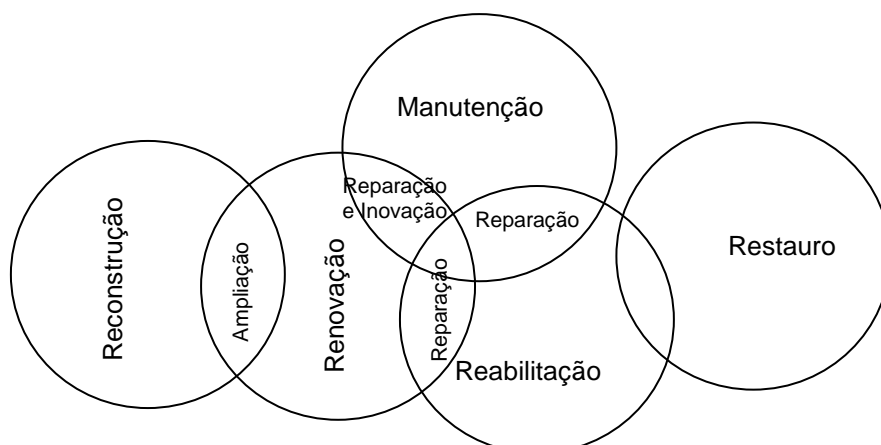 Manutenção
Reparação
e Inovação
Reparação
Restauro
Reconstrução
Ampliação
Renovação
Reparação
Reabilitação